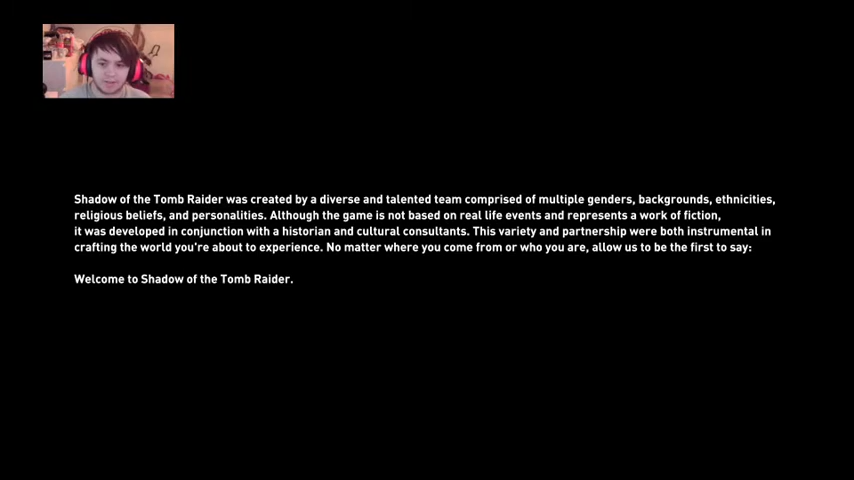 Shadow of the Tomb Raider was created by a diverse and talented team comprised of multiple genders, backgrounds, ethnicities,
religious beliefs, and personalities. Although the game is not based on real life events and represents a work of fiction,
it was developed in conjunction with a historian and cultural consultants. This variety and partnership were both instrumental in
crafting the world you're about to experience. No matter where you come from or who you are, allow us to be the first to say:
Welcome to Shadow of the Tomb Raider.